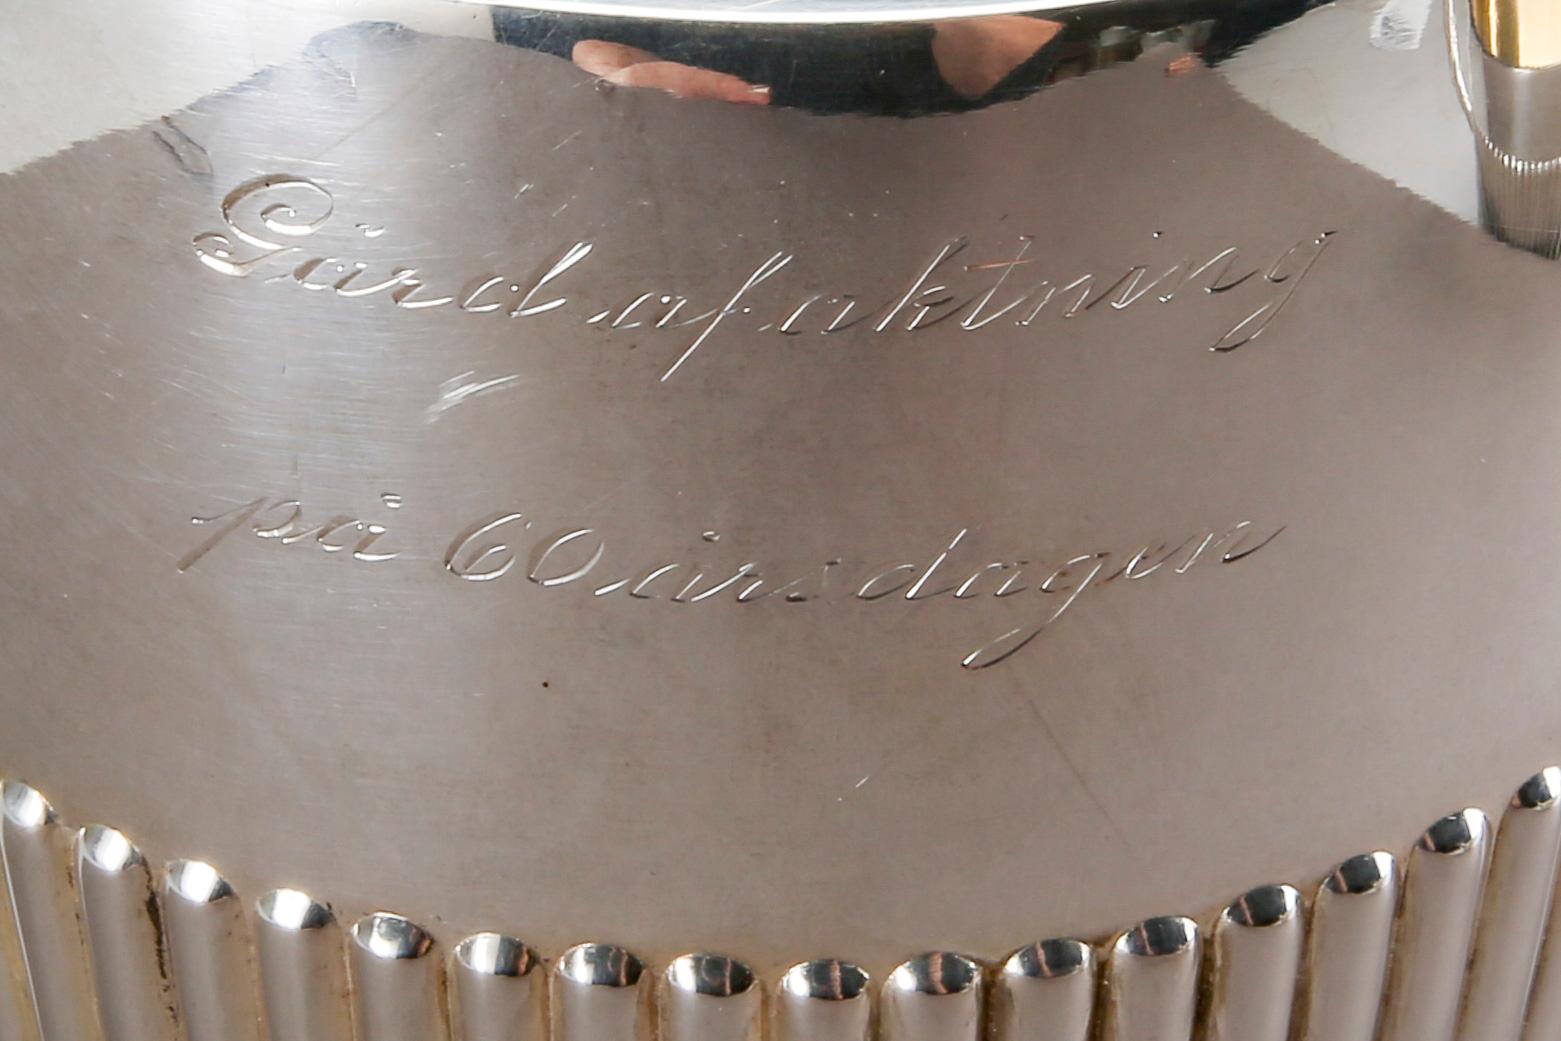 Gärd af aktning
på 60 årsdagen